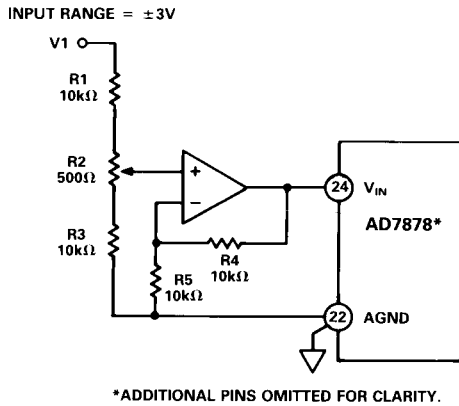 INPUT RANGE = ±3V
V1
R1
10kΩ
R2
500Ω
R3
10kΩ
+
−
R4
10kΩ
R5
10kΩ
24
VIN
AD7878*
22
AGND
*ADDITIONAL PINS OMITTED FOR CLARITY.